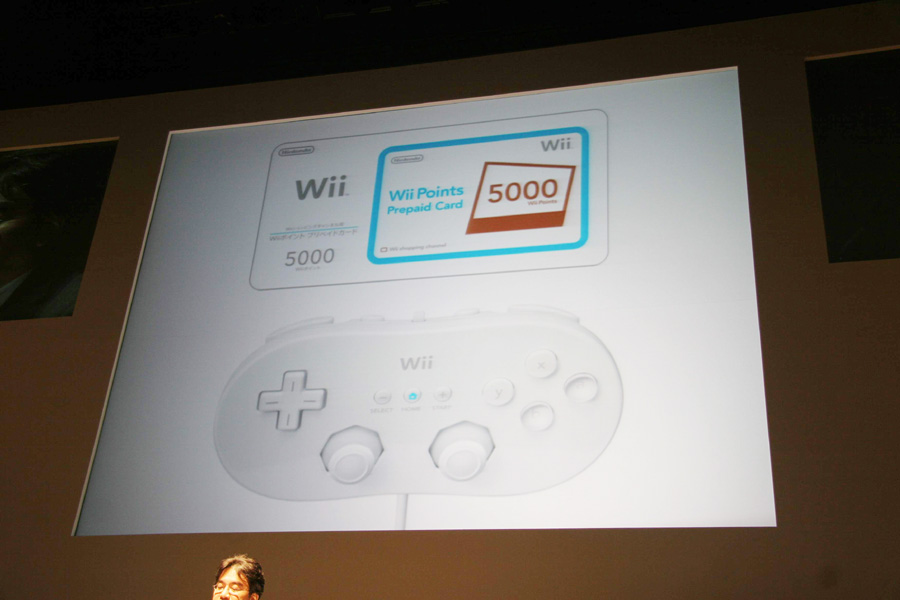 Nintendo
Wii
Wiiポイント プリペイドカード
5000
Nintendo
Wii
Wii Points
Prepaid Card
5000
Wii Points
Wii shopping channel
Wii
SELECT
HOME
START
x
y